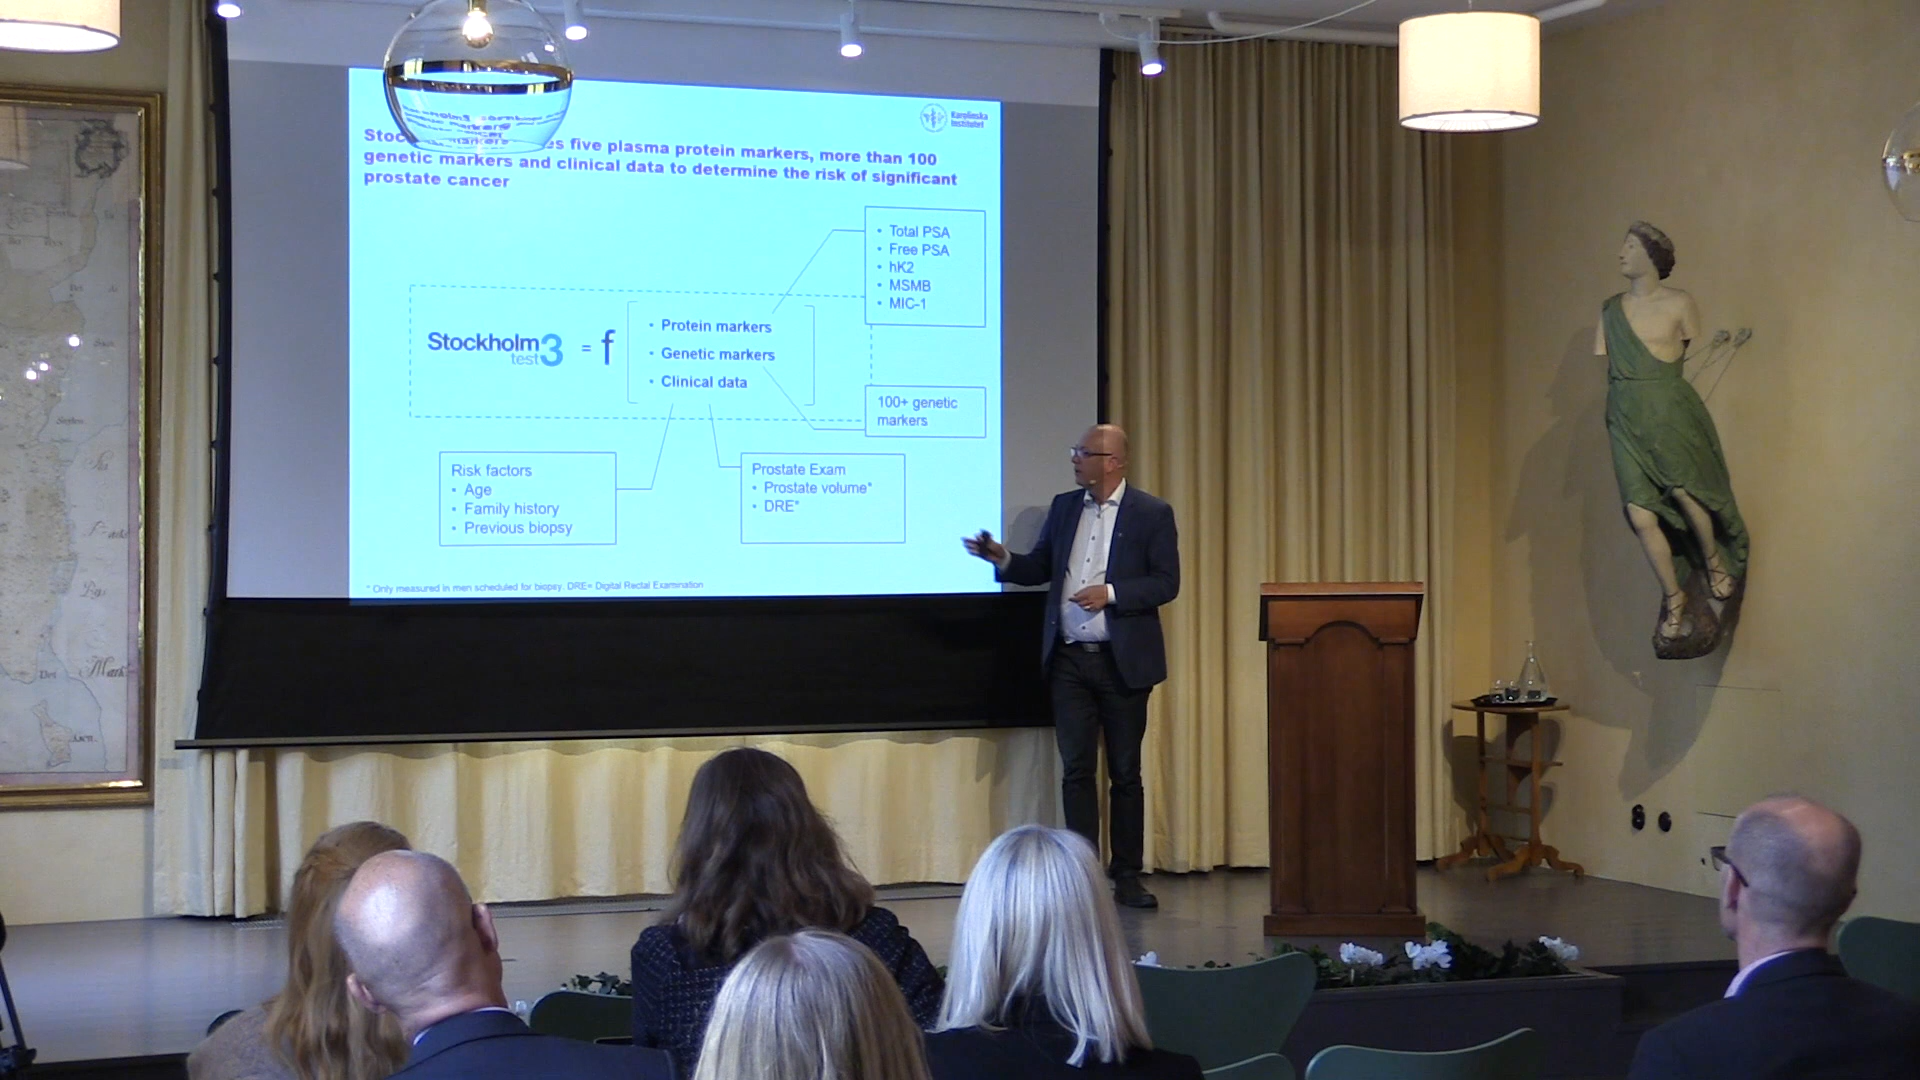 Karolinska
Institutet
five plasma protein markers, more than 100
genetic markers and clinical data to determine the risk of significant
prostate cancer
• Total PSA
• Free PSA
• hK2
• MSMB
• MIC-1
Stockholm3
test
= f
• Protein markers
• Genetic markers
• Clinical data
100+ genetic
markers
Risk factors
• Age
• Family history
• Previous biopsy
Prostate Exam
• Prostate volume*
• DRE*
* Only measured in men scheduled for biopsy. DRE= Digital Rectal Examination